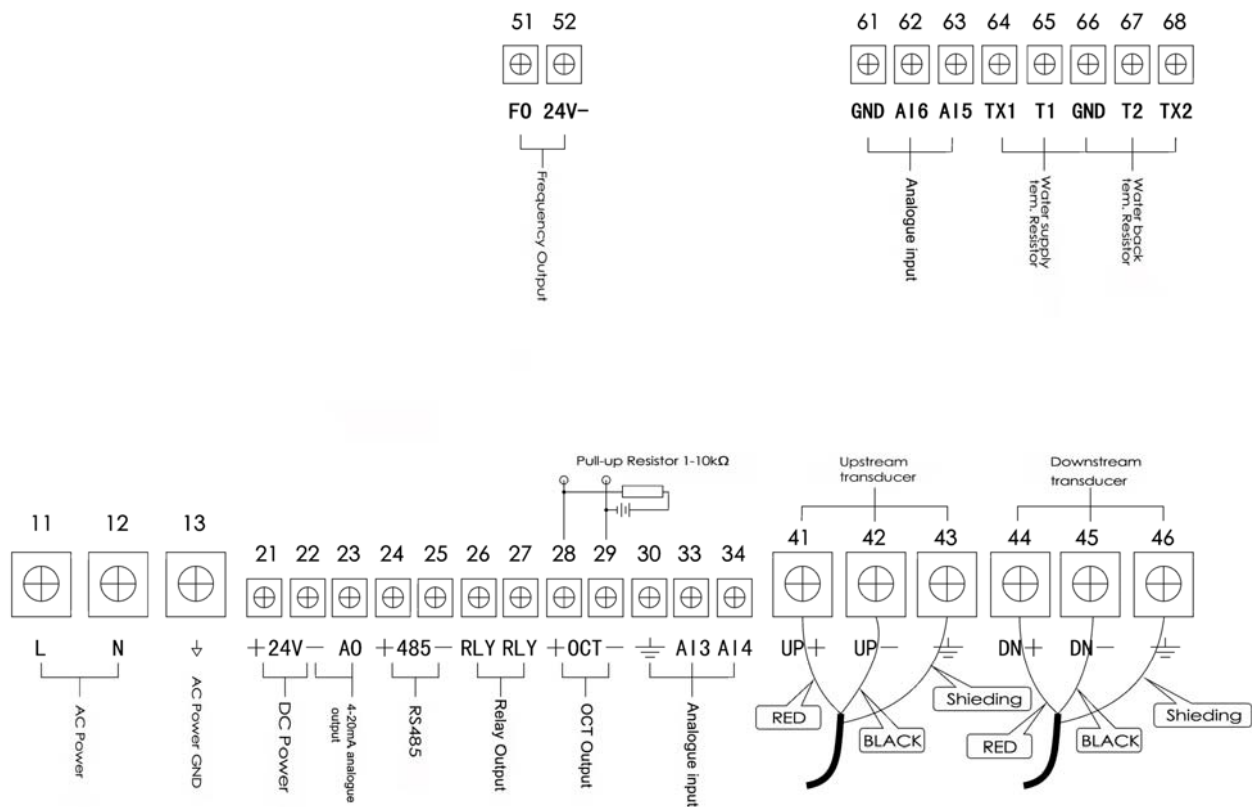 51 52 61 62 63 64 65 66 67 68
FO 24V- GND AI6 AI5 TX1 T1 GND T2 TX2
Frequency Output
Analogue input
Water supply
tem. Resistor
Water back
tem. Resistor
Pull-up Resistor 1-10kΩ
Upstream
transducer
Downstream
transducer
11 12 13 21 22 23 24 25 26 27 28 29 30 33 34 41 42 43 44 45 46
L N +24V- AO +485- RLY RLY +OCT- AI3 AI4 UP+ UP- DN+ DN-
AC Power
AC Power GND
DC Power
4-20mA analogue
output
RS485
Relay Output
OCT Output
Analogue input
RED
BLACK
Shieding
RED
BLACK
Shieding